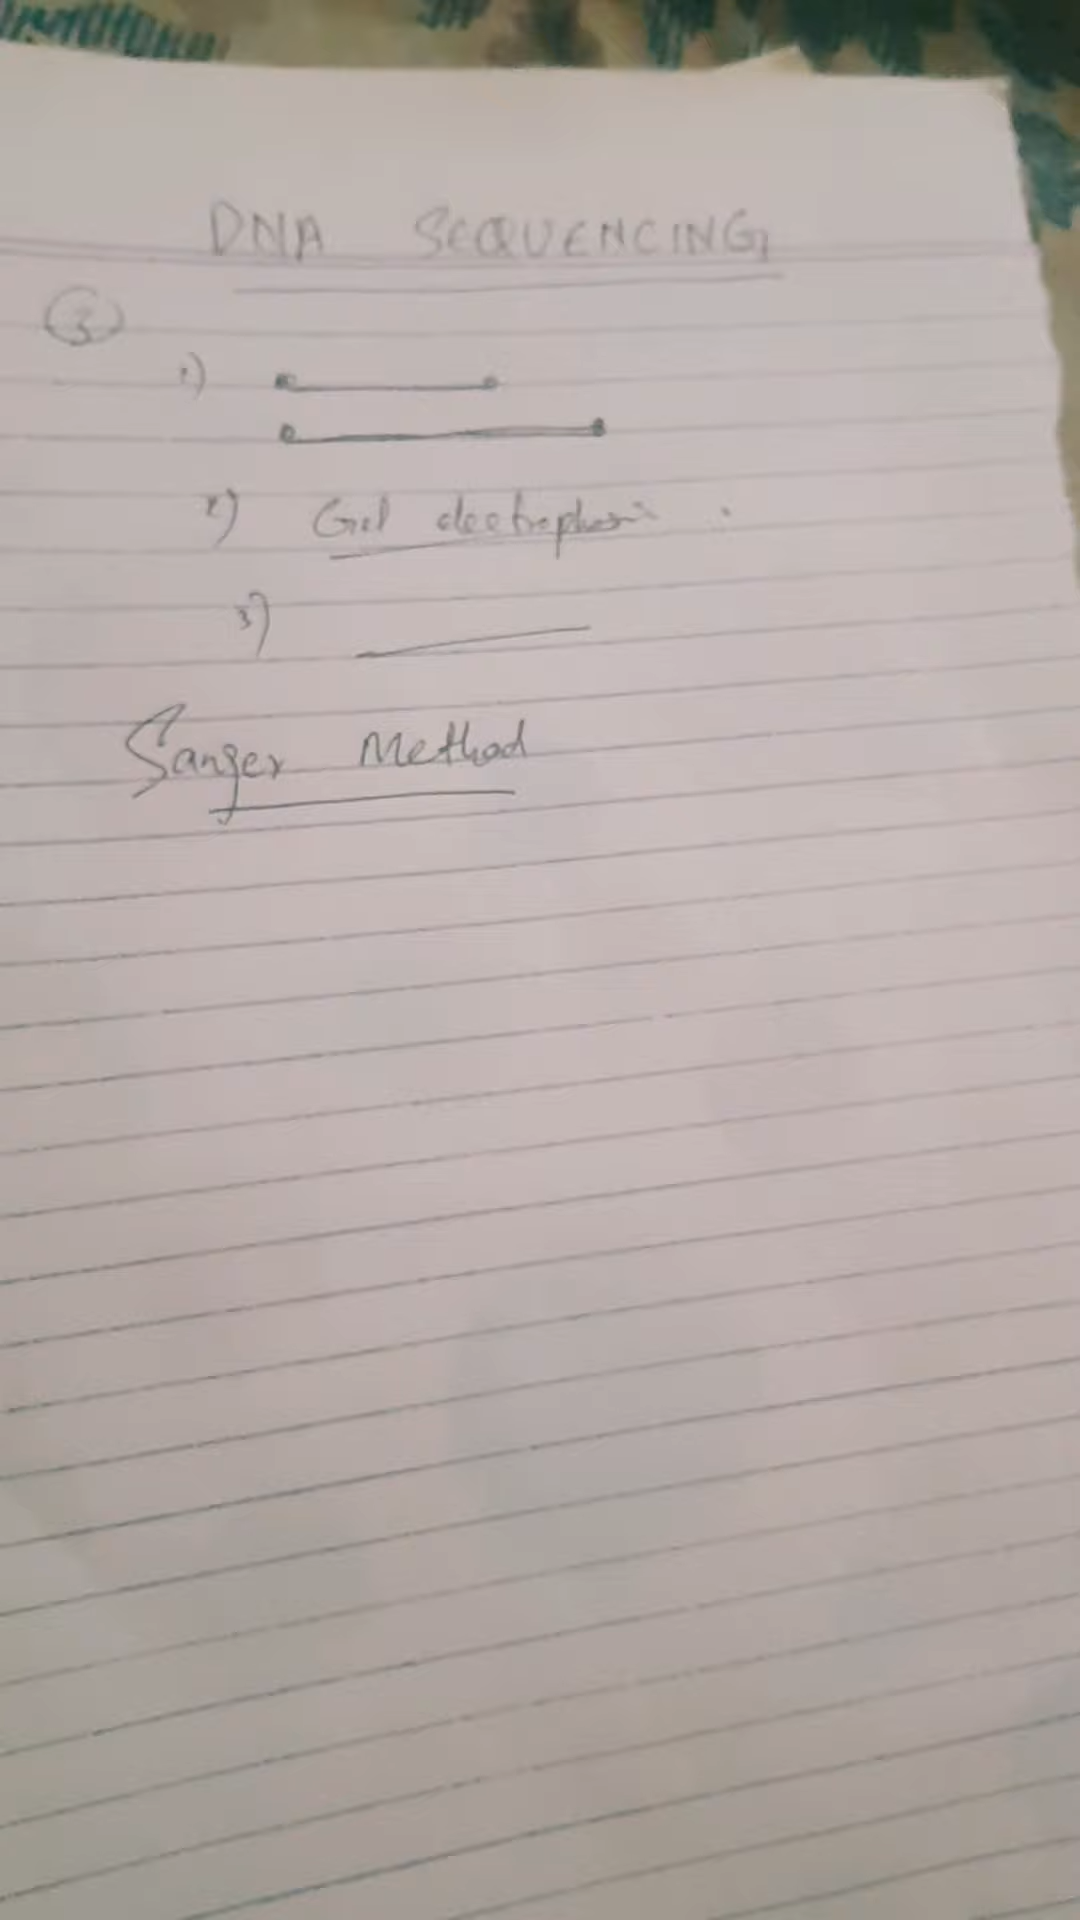 DNA SEQUENCING
3
1)
2) Gel electrophoresis
3)
Sanger Method